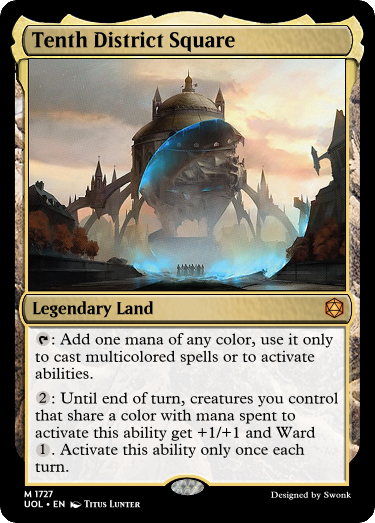 Tenth District Square
Legendary Land
: Add one mana of any color, use it only
to cast multicolored spells or to activate
abilities.
2: Until end of turn, creatures you control
that share a color with mana spent to
activate this ability get +1/+1 and Ward
1. Activate this ability only once each
turn.
M 1727
UOL • EN Titus Lunter
Designed by Swonk